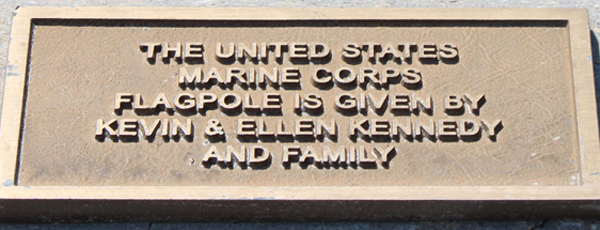 THE UNITED STATES
MARINE CORPS
FLAGPOLE IS GIVEN BY
KEVIN & ELLEN KENNEDY
AND FAMILY